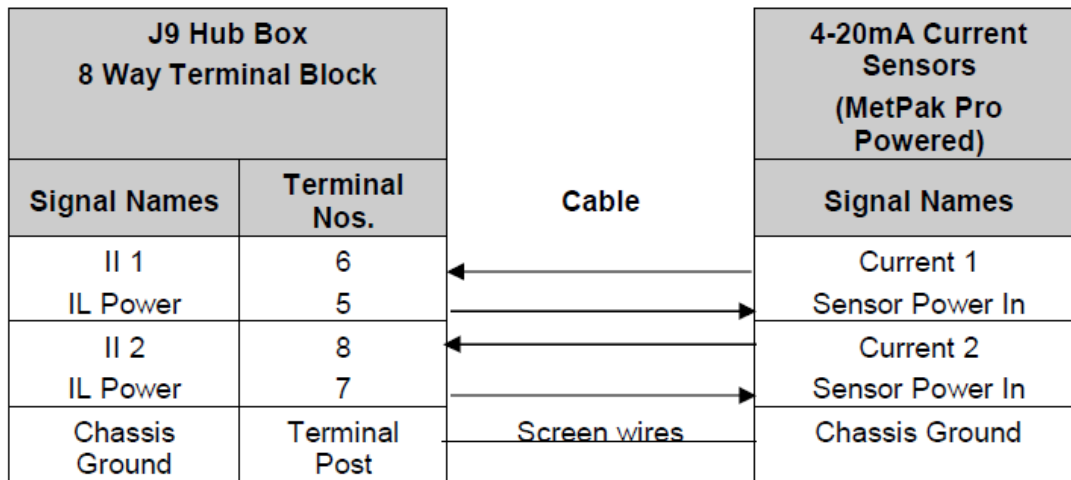 J9 Hub Box
8 Way Terminal Block
4-20mA Current
Sensors
(MetPak Pro
Powered)
Signal Names
Terminal
Nos.
Cable
Signal Names
II 1 6 Current 1
IL Power 5 Sensor Power In
II 2 8 Current 2
IL Power 7 Sensor Power In
Chassis
Ground
Terminal
Post
Screen wires
Chassis Ground